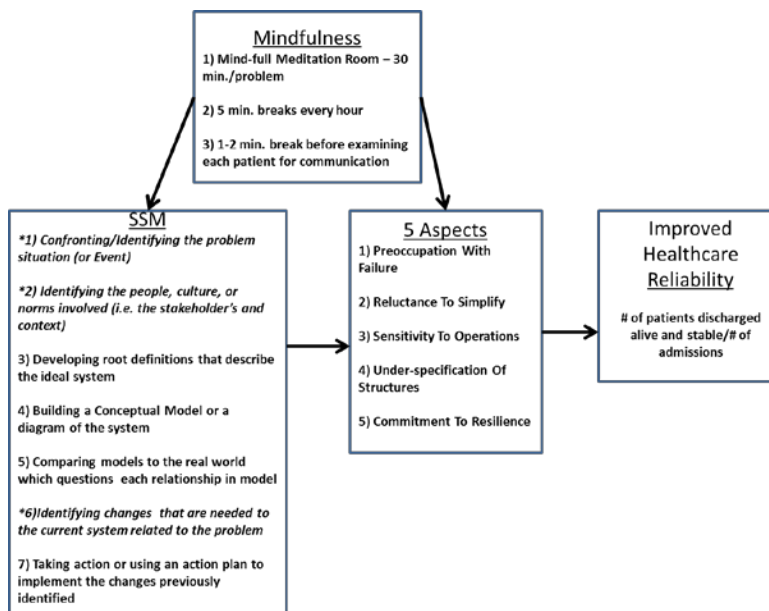 Mindfulness
1) Mind-full Meditation Room – 30
min./problem
2) 5 min. breaks every hour
3) 1-2 min. break before examining
each patient for communication
SSM
*1) Confronting/Identifying the problem
situation (or Event)
*2) Identifying the people, culture, or
norms involved (i.e. the stakeholder's and
context)
3) Developing root definitions that describe
the ideal system
4) Building a Conceptual Model or a
diagram of the system
5) Comparing models to the real world
which questions each relationship in model
*6)Identifying changes that are needed to
the current system related to the problem
7) Taking action or using an action plan to
implement the changes previously
identified
5 Aspects
1) Preoccupation With
Failure
2) Reluctance To Simplify
3) Sensitivity To Operations
4) Under-specification Of
Structures
5) Commitment To Resilience
Improved
Healthcare
Reliability
# of patients discharged
alive and stable/# of
admissions